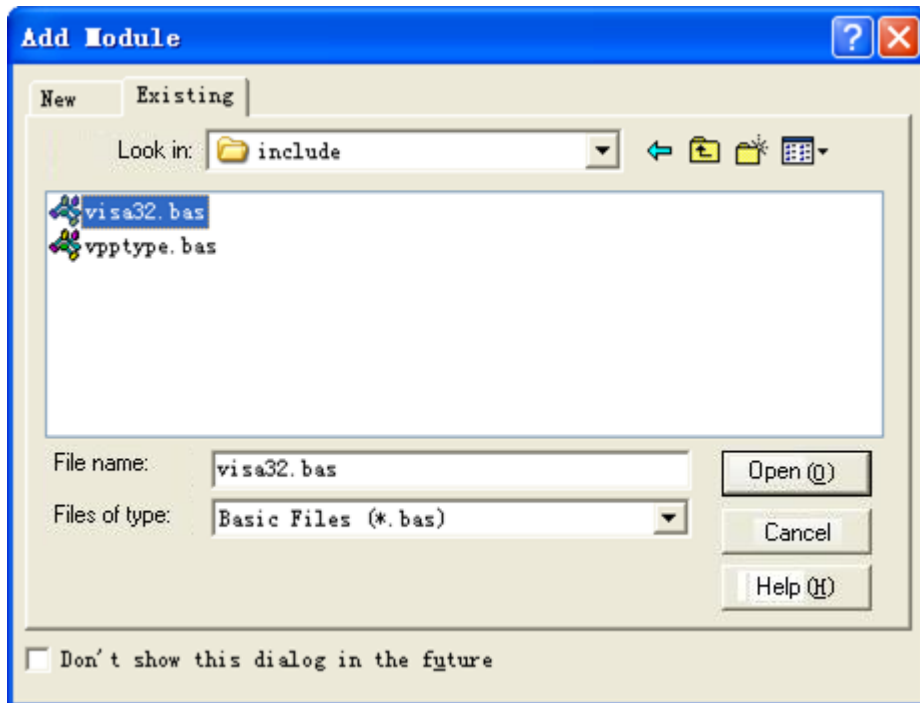 Add Module
New Existing
Look in: include
visa32.bas
vpptype.bas
File name: visa32.bas Open (O)
Files of type: Basic Files (*.bas)
Cancel
Help (H)
Don't show this dialog in the future